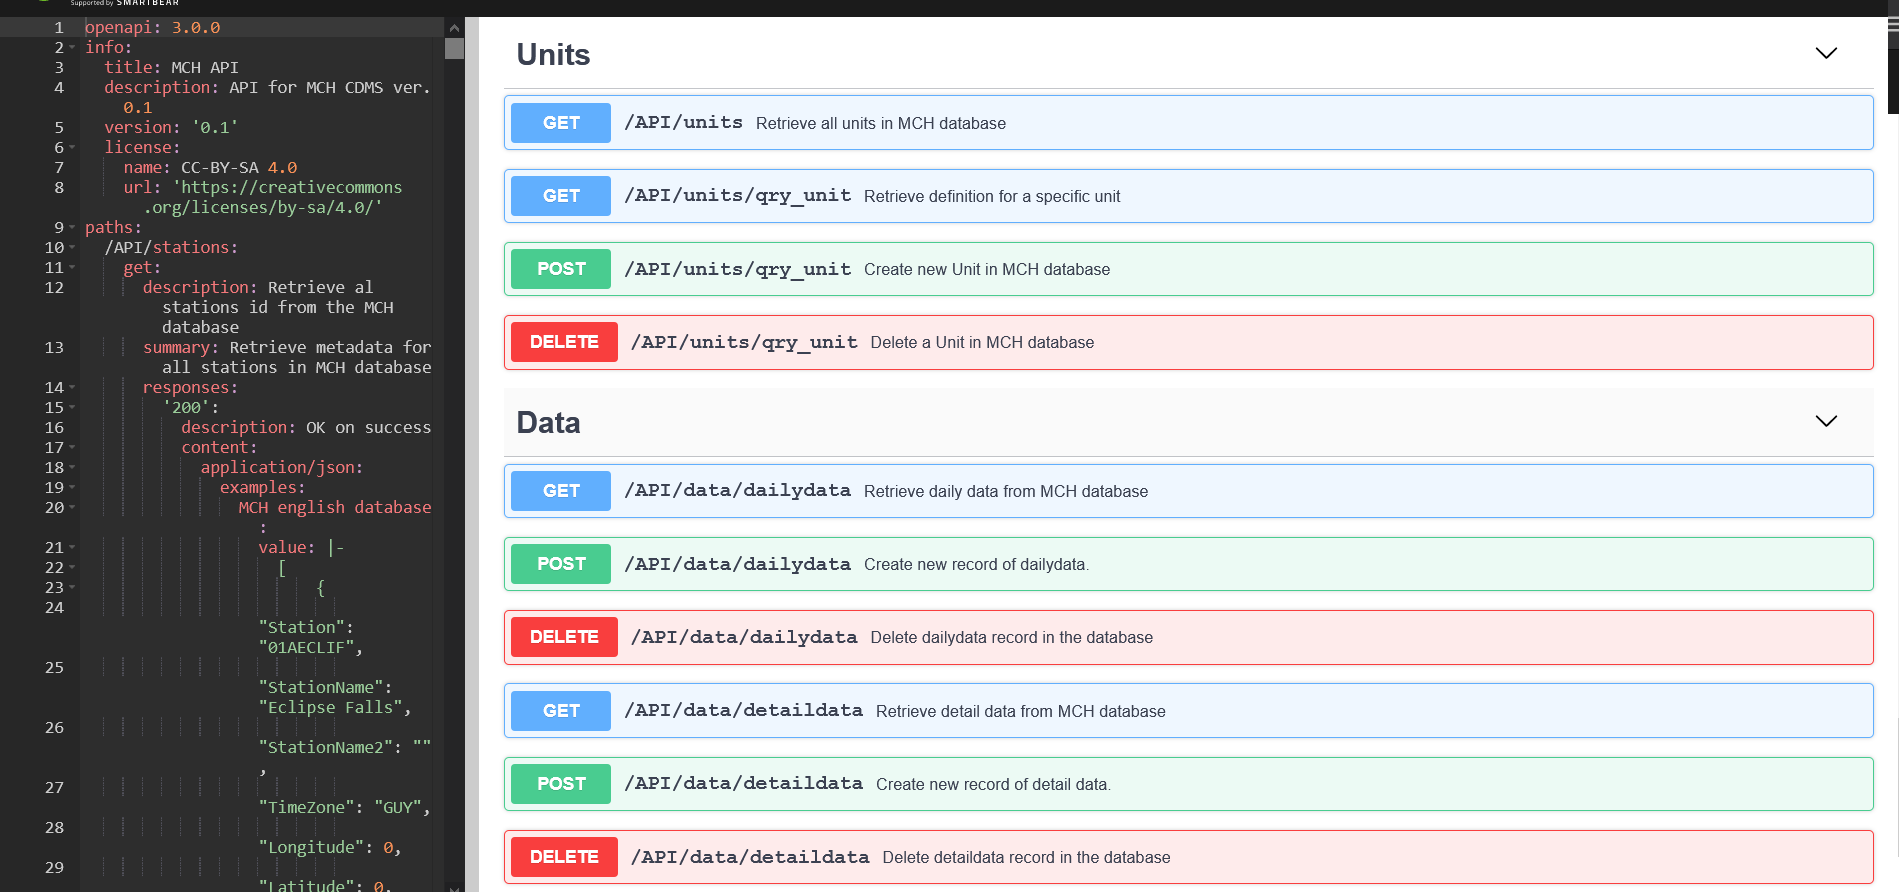 Supported by SMARTBEAR
1 openapi: 3.0.0
2 info:
3 title: MCH API
4 description: API for MCH CDMS ver.
0.1
5 version: '0.1'
6 license:
7 name: CC-BY-SA 4.0
8 url: 'https://creativecommons
.org/licenses/by-sa/4.0/'
9 paths:
10 /API/stations:
11 get:
12 description: Retrieve al
stations id from the MCH
database
13 summary: Retrieve metadata for
all stations in MCH database
14 responses:
15 '200':
16 description: OK on success
17 content:
18 application/json:
19 examples:
20 MCH english database
:
21 value: |-
22 [
23 {
24
"Station":
"01AECLIF",
25
"StationName":
"Eclipse Falls",
26
"StationName2": ""
,
27
"TimeZone": "GUY",
28
"Longitude": 0,
29
"Latitude": 0,
Units
GET /API/units Retrieve all units in MCH database
GET /API/units/qry_unit Retrieve definition for a specific unit
POST /API/units/qry_unit Create new Unit in MCH database
DELETE /API/units/qry_unit Delete a Unit in MCH database
Data
GET /API/data/dailydata Retrieve daily data from MCH database
POST /API/data/dailydata Create new record of dailydata.
DELETE /API/data/dailydata Delete dailydata record in the database
GET /API/data/detaildata Retrieve detail data from MCH database
POST /API/data/detaildata Create new record of detail data.
DELETE /API/data/detaildata Delete detaildata record in the database